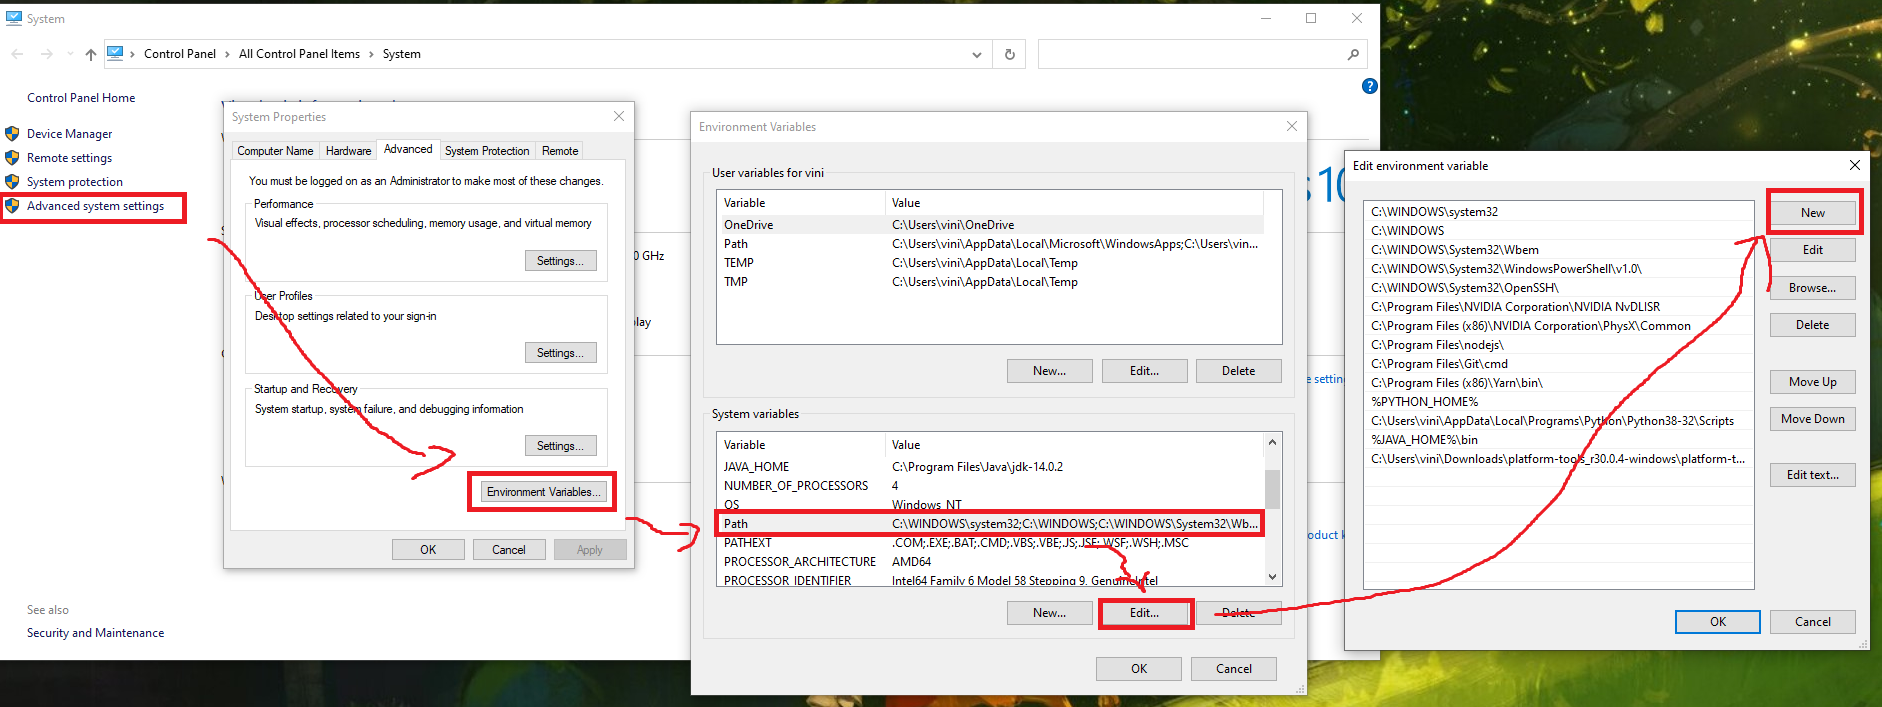 System
Control Panel > All Control Panel Items > System
Control Panel Home
Device Manager
Remote settings
System protection
Advanced system settings
See also
Security and Maintenance
System Properties
Computer Name Hardware Advanced System Protection Remote
You must be logged on as an Administrator to make most of these changes.
Performance
Visual effects, processor scheduling, memory usage, and virtual memory
Settings...
User Profiles
Desktop settings related to your sign-in
Settings...
Startup and Recovery
System startup, system failure, and debugging information
Settings...
Environment Variables...
OK Cancel Apply
0 GHz
play
Environment Variables
User variables for vini
Variable Value
OneDrive C:\Users\vini\OneDrive
Path C:\Users\vini\AppData\Local\Microsoft\WindowsApps;C:\Users\vin...
TEMP C:\Users\vini\AppData\Local\Temp
TMP C:\Users\vini\AppData\Local\Temp
New... Edit... Delete
System variables
Variable Value
JAVA_HOME C:\Program Files\Java\jdk-14.0.2
NUMBER_OF_PROCESSORS 4
OS Windows_NT
Path C:\WINDOWS\system32;C:\WINDOWS;C:\WINDOWS\System32\Wb...
PATHEXT .COM;.EXE;.BAT;.CMD;.VBS;.VBE;.JS;.JSE;.WSF;.WSH;.MSC
PROCESSOR_ARCHITECTURE AMD64
PROCESSOR_IDENTIFIER Intel64 Family 6 Model 58 Stepping 9, GenuineIntel
New... Edit... Delete
OK Cancel
s 10
e setting
oduct k
Edit environment variable
C:\WINDOWS\system32
C:\WINDOWS
C:\WINDOWS\System32\Wbem
C:\WINDOWS\System32\WindowsPowerShell\v1.0\
C:\WINDOWS\System32\OpenSSH\
C:\Program Files\NVIDIA Corporation\NVIDIA NvDLISR
C:\Program Files (x86)\NVIDIA Corporation\PhysX\Common
C:\Program Files\nodejs\
C:\Program Files\Git\cmd
C:\Program Files (x86)\Yarn\bin\
%PYTHON_HOME%
C:\Users\vini\AppData\Local\Programs\Python\Python38-32\Scripts
%JAVA_HOME%\bin
C:\Users\vini\Downloads\platform-tools_r30.0.4-windows\platform-t...
New
Edit
Browse...
Delete
Move Up
Move Down
Edit text...
OK Cancel